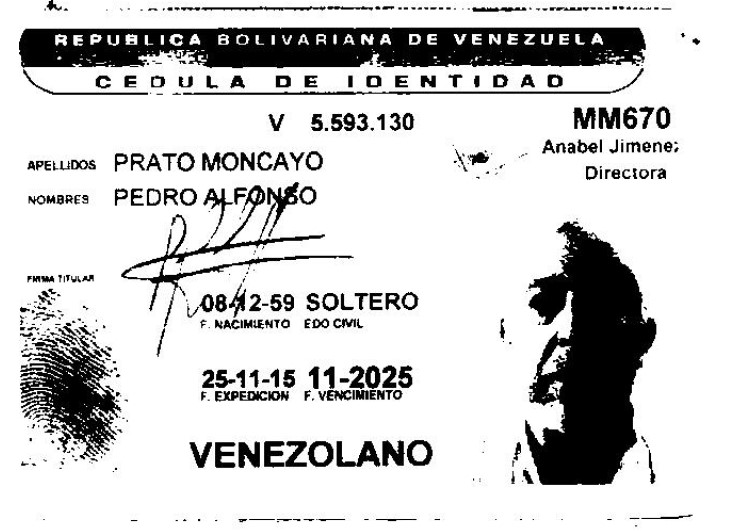 REPUBLICA BOLIVARIANA DE VENEZUELA
CEDULA DE IDENTIDAD
V 5.593.130
MM670
Anabel Jimene
Directora
APELLIDOS PRATO MONCAYO
NOMBRES PEDRO ALFONSO
FIRMA TITULAR
08-12-59 SOLTERO
F. NACIMIENTO EDO CIVIL
25-11-15 11-2025
F. EXPEDICION F. VENCIMIENTO
VENEZOLANO